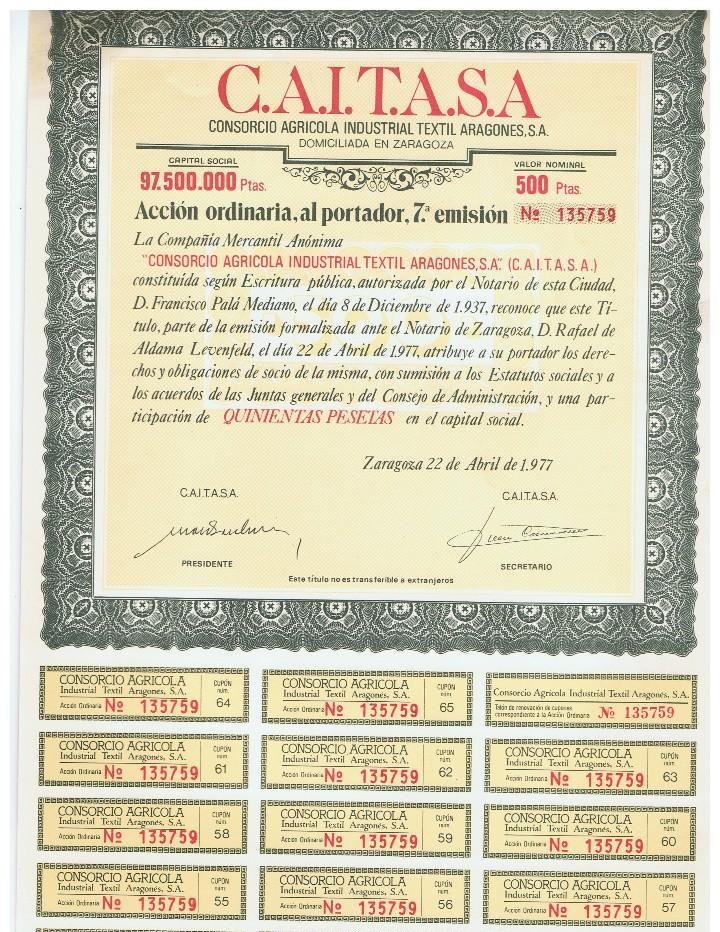 C.A.I.T.A.S.A
CONSORCIO AGRICOLA INDUSTRIAL TEXTIL ARAGONES,S.A.
DOMICILIADA EN ZARAGOZA
CAPITAL SOCIAL
97.500.000 Ptas.
VALOR NOMINAL
500 Ptas.
Acción ordinaria, al portador, 7.ª emisión Nº 135759
La Compañía Mercantil Anónima
"CONSORCIO AGRICOLA INDUSTRIAL TEXTIL ARAGONES,S.A." (C.A.I.T.A.S.A.)
constituída según Escritura pública, autorizada por el Notario de esta Ciudad,
D. Francisco Palá Mediano, el día 8 de Diciembre de 1.937, reconoce que este Tí-
tulo, parte de la emisión formalizada ante el Notario de Zaragoza, D. Rafael de
Aldama Levenfeld, el día 22 de Abril de 1.977, atribuye a su portador los dere-
chos y obligaciones de socio de la misma, con sumisión a los Estatutos sociales y a
los acuerdos de las Juntas generales y del Consejo de Administración, y una par-
ticipación de QUINIENTAS PESETAS en el capital social.
Zaragoza 22 de Abril de 1.977
C.A.I.T.A.S.A.
C.A.I.T.A.S.A.
PRESIDENTE
SECRETARIO
Este título no es transferible a extranjeros
CONSORCIO AGRICOLA
Industrial Textil Aragones, S.A.
Acción Ordinaria Nº 135759
CUPÓN
núm.
64
CONSORCIO AGRICOLA
Industrial Textil Aragones, S.A.
Acción Ordinaria Nº 135759
CUPÓN
núm.
65
Consorcio Agrícola Industrial Textil Aragones, S.A.
Talón de renovación de cupones
correspondiente a la Acción Ordinaria Nº 135759
CONSORCIO AGRICOLA
Industrial Textil Aragones, S.A.
Acción Ordinaria Nº 135759
CUPÓN
núm.
61
CONSORCIO AGRICOLA
Industrial Textil Aragones, S.A.
Acción Ordinaria Nº 135759
CUPÓN
núm.
62
CONSORCIO AGRICOLA
Industrial Textil Aragones, S.A.
Acción Ordinaria Nº 135759
CUPÓN
núm.
63
CONSORCIO AGRICOLA
Industrial Textil Aragones, S.A.
Acción Ordinaria Nº 135759
CUPÓN
núm.
58
CONSORCIO AGRICOLA
Industrial Textil Aragones, S.A.
Acción Ordinaria Nº 135759
CUPÓN
núm.
59
CONSORCIO AGRICOLA
Industrial Textil Aragones, S.A.
Acción Ordinaria Nº 135759
CUPÓN
núm.
60
CONSORCIO AGRICOLA
Industrial Textil Aragones, S.A.
Acción Ordinaria Nº 135759
CUPÓN
núm.
55
CONSORCIO AGRICOLA
Industrial Textil Aragones, S.A.
Acción Ordinaria Nº 135759
CUPÓN
núm.
56
CONSORCIO AGRICOLA
Industrial Textil Aragones, S.A.
Acción Ordinaria Nº 135759
CUPÓN
núm.
57